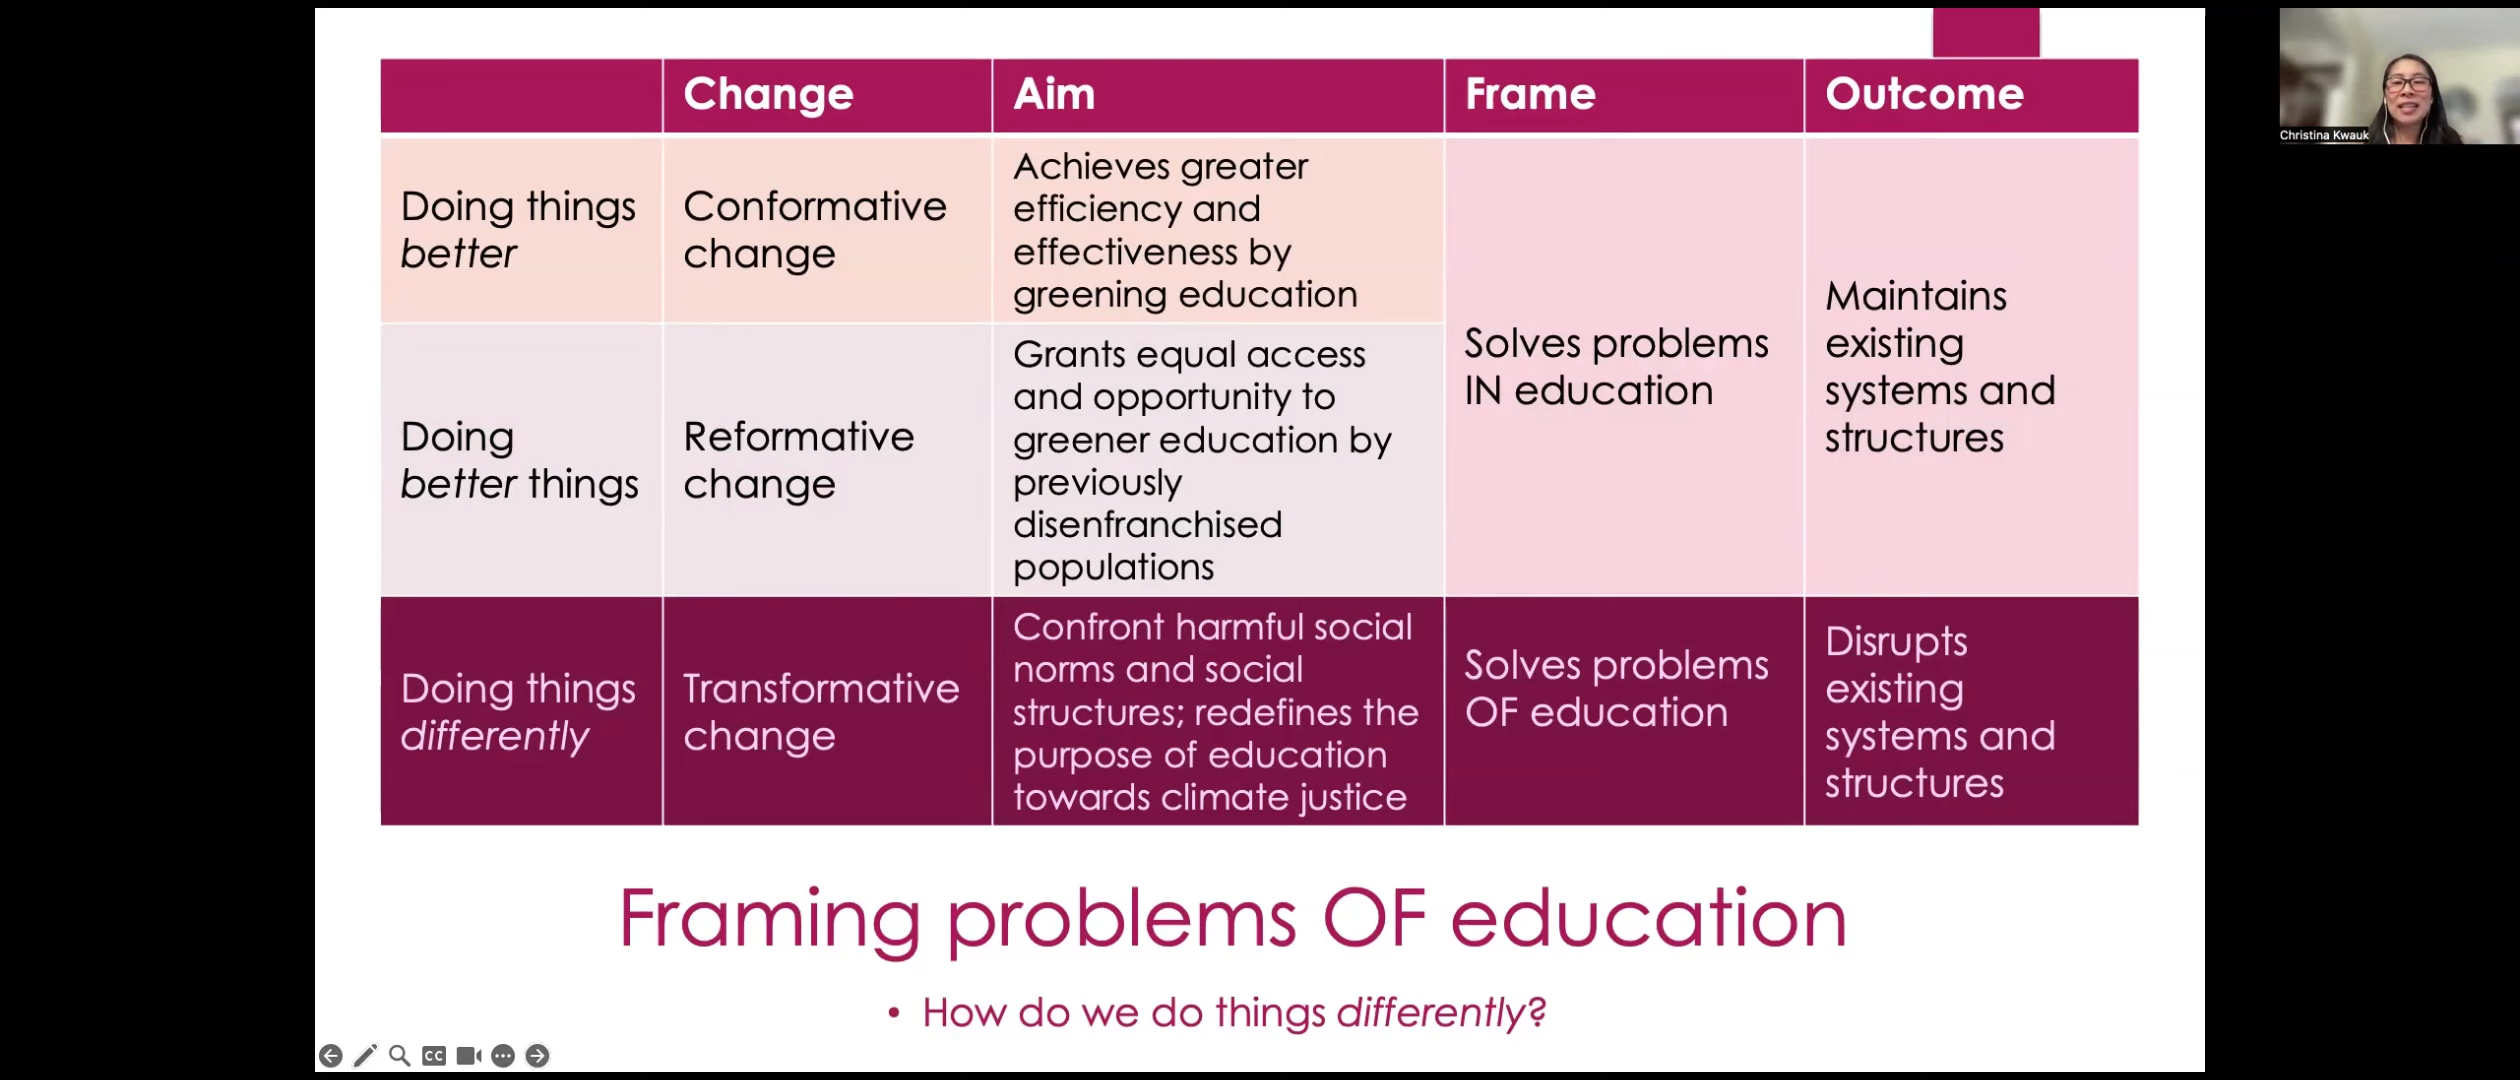 Change
Aim
Frame
Outcome
Doing things
better
Conformative
change
Achieves greater
efficiency and
effectiveness by
greening education
Solves problems
IN education
Maintains
existing
systems and
structures
Doing
better things
Reformative
change
Grants equal access
and opportunity to
greener education by
previously
disenfranchised
populations
Doing things
differently
Transformative
change
Confront harmful social
norms and social
structures; redefines the
purpose of education
towards climate justice
Solves problems
OF education
Disrupts
existing
systems and
structures
Framing problems OF education
• How do we do things differently?
CC
Christina Kwauk